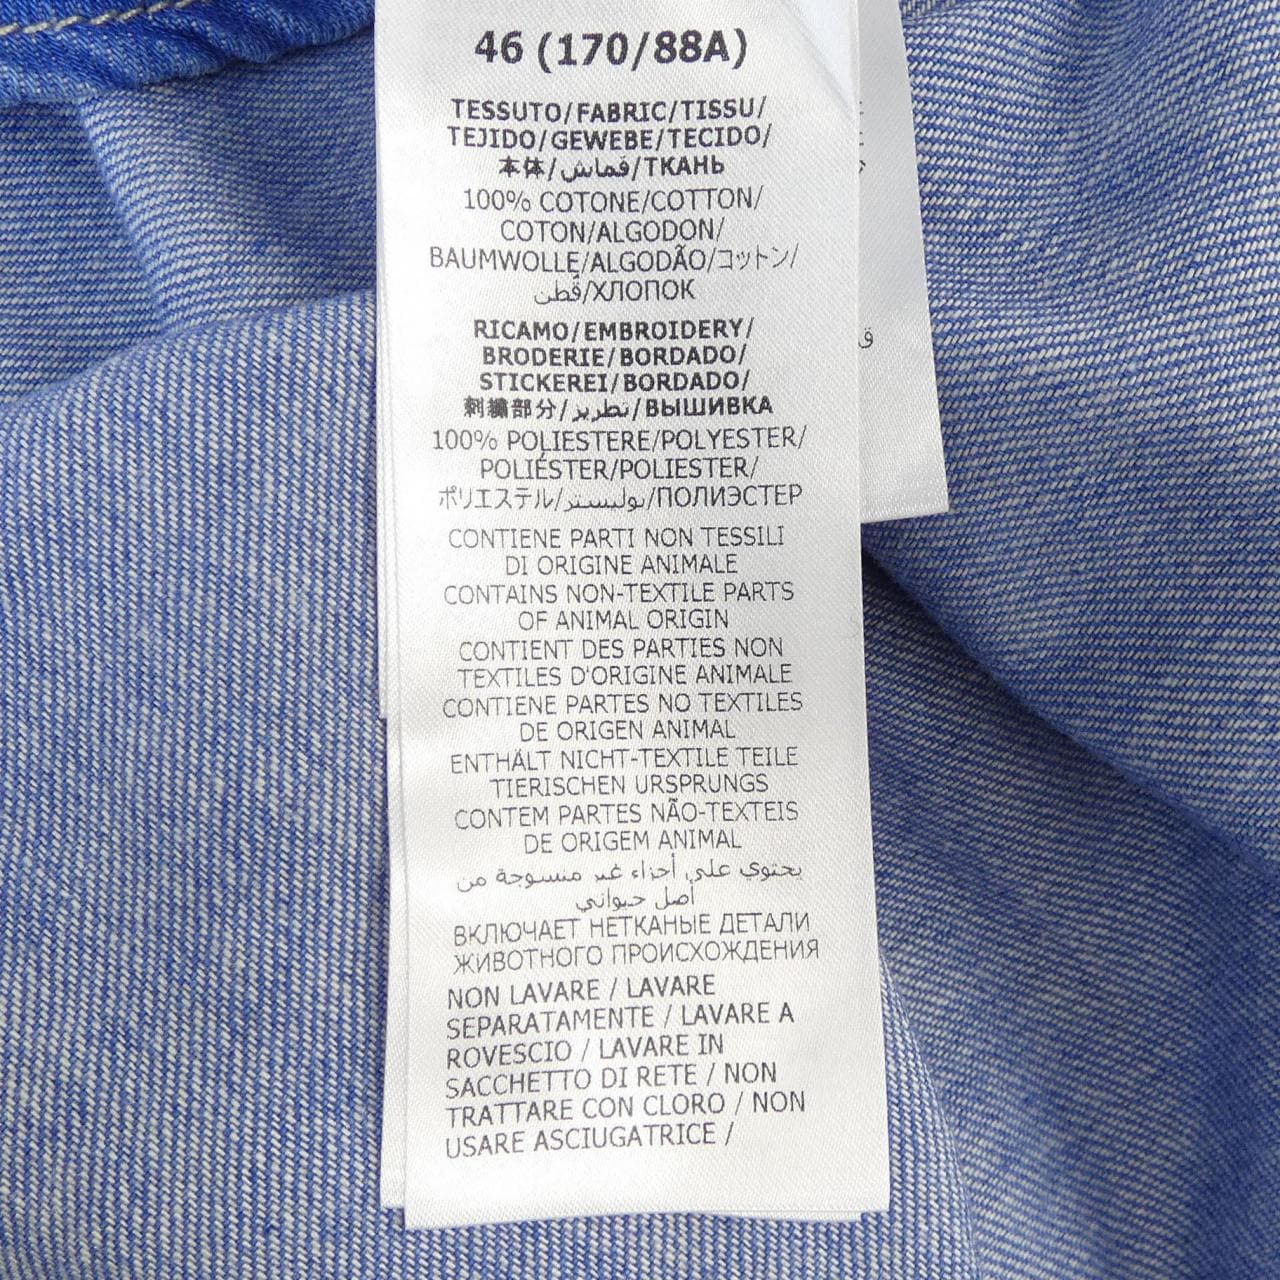 46 (170/88A)
TESSUTO/FABRIC/TISSU/
TEJIDO/GEWEBE/TECIDO/
本体/قماش/ТКАНЬ
100% COTONE/COTTON/
COTON/ALGODON/
BAUMWOLLE/ALGODÃO/コットン/
قطن/ХЛОПОК
RICAMO/EMBROIDERY/
BRODERIE/BORDADO/
STICKEREI/BORDADO/
刺繍部分/تطريز/ВЫШИВКА
100% POLIESTERE/POLYESTER/
POLIÉSTER/POLIESTER/
ポリエステル/بوليستر/ПОЛИЭСТЕР
CONTIENE PARTI NON TESSILI
DI ORIGINE ANIMALE
CONTAINS NON-TEXTILE PARTS
OF ANIMAL ORIGIN
CONTIENT DES PARTIES NON
TEXTILES D'ORIGINE ANIMALE
CONTIENE PARTES NO TEXTILES
DE ORIGEN ANIMAL
ENTHÄLT NICHT-TEXTILE TEILE
TIERISCHEN URSPRUNGS
CONTEM PARTES NÃO-TEXTEIS
DE ORIGEM ANIMAL
يحتوي على أجزاء غير منسوجة من
أصل حيواني
ВКЛЮЧАЕТ НЕТКАНЫЕ ДЕТАЛИ
ЖИВОТНОГО ПРОИСХОЖДЕНИЯ
NON LAVARE / LAVARE
SEPARATAMENTE / LAVARE A
ROVESCIO / LAVARE IN
SACCHETTO DI RETE / NON
TRATTARE CON CLORO / NON
USARE ASCIUGATRICE /